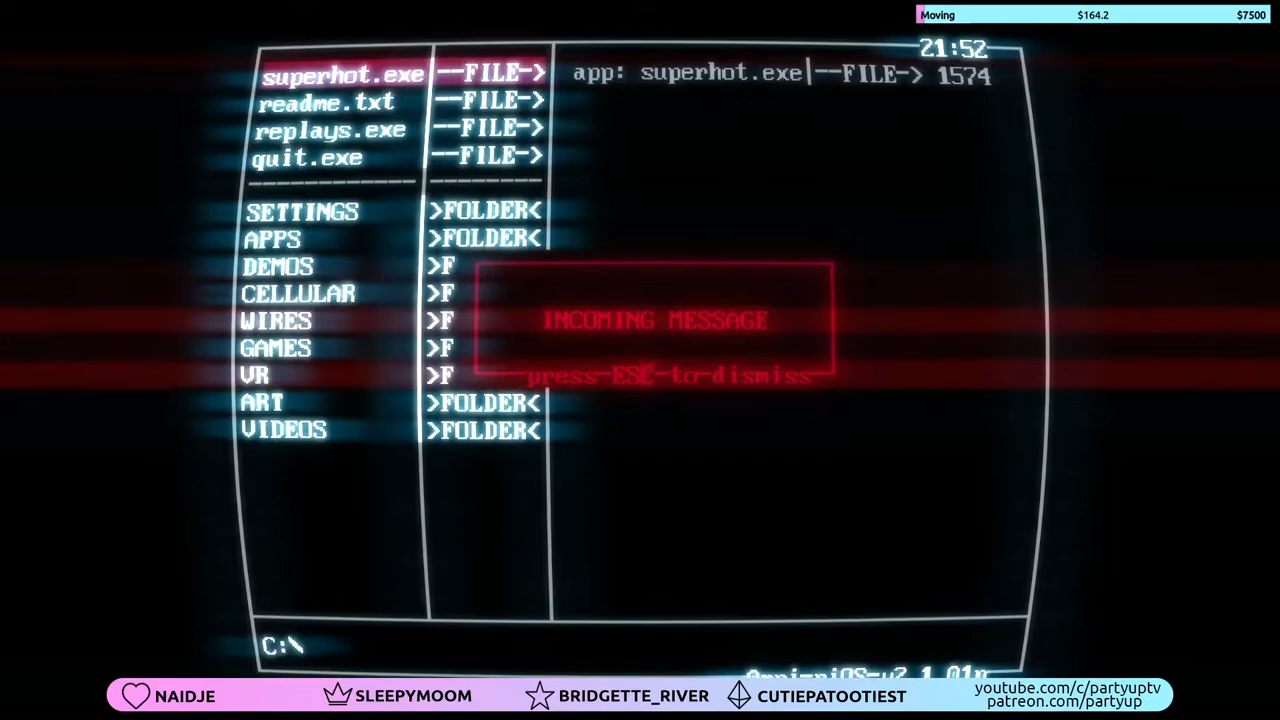 Moving $164.2 $7500
21:52
superhot.exe --FILE-> app: superhot.exe|--FILE-> 1574
readme.txt --FILE->
replays.exe --FILE->
quit.exe --FILE->
SETTINGS >FOLDER<
APPS >FOLDER<
DEMOS >F
CELLULAR >F
WIRES >F INCOMING MESSAGE
GAMES >F
VR >F press ESC to dismiss
ART >FOLDER<
VIDEOS >FOLDER<
C:\
NAIDJE SLEEPYMOOM BRIDGETTE_RIVER CUTIEPATOOTIEST youtube.com/c/partyuptv
patreon.com/partyup